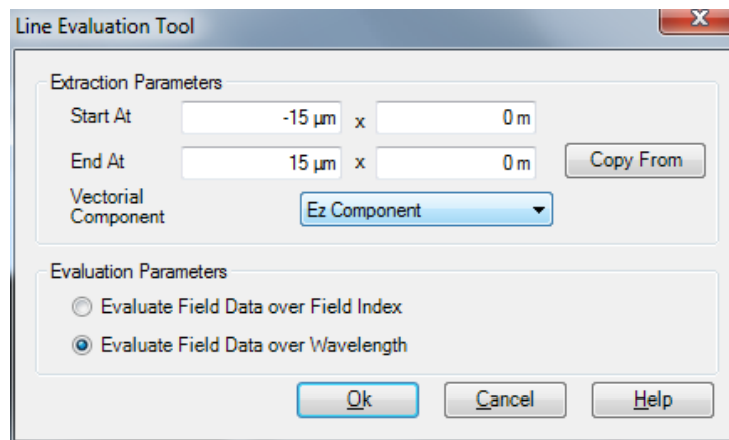 Line Evaluation Tool
x
Extraction Parameters
Start At -15 µm x 0 m
End At 15 µm x 0 m Copy From
Vectorial
Component
Ez Component
Evaluation Parameters
Evaluate Field Data over Field Index
Evaluate Field Data over Wavelength
Ok Cancel Help